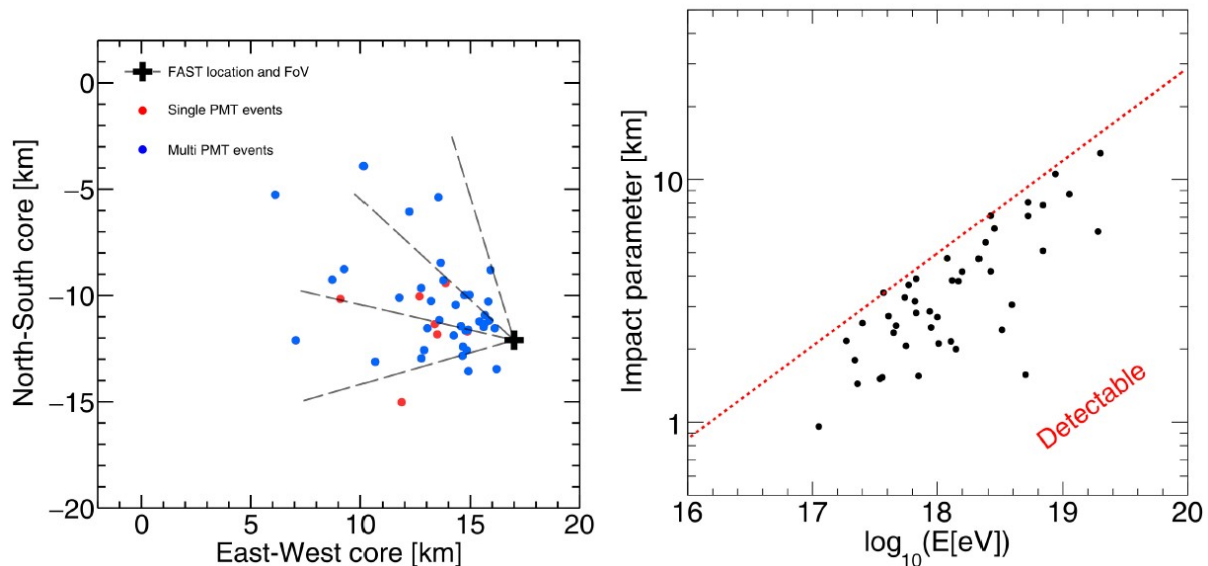 FAST location and FoV
Single PMT events
Multi PMT events
0
−5
−10
−15
−20
0 5 10 15 20
North-South core [km]
East-West core [km]
10
1
Impact parameter [km]
Detectable
16 17 18 19 20
log10(E[eV])